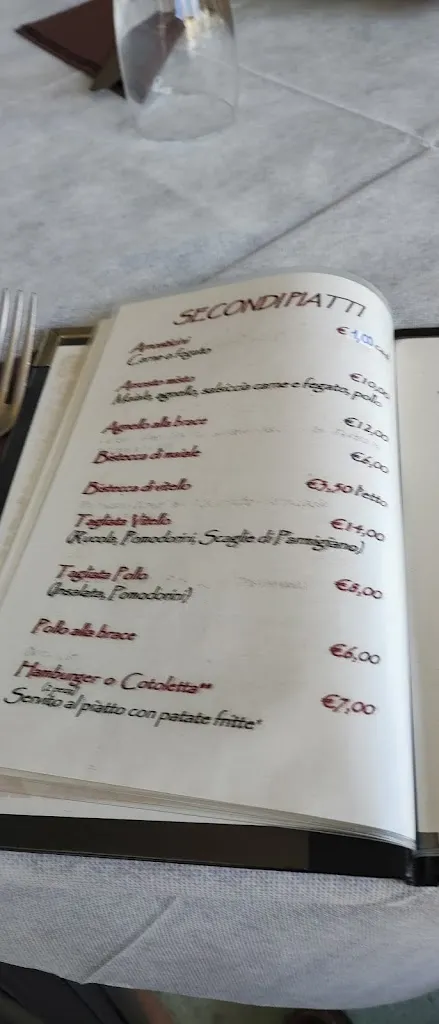 SECONDI PIATTI
Arrosticini € 1,00 cad
Carne o fegato
Arrosto misto €10,00
Maiale, agnello, salsiccia carne e fegato, pollo
Agnello alla brace €12,00
Bistecca di maiale €6,00
Bistecca di vitello €3,50 l'etto
Tagliata Vitello €14,00
(Rucola, Pomodorini, Scaglie di Parmigiano)
Tagliata Pollo €8,00
(Insalata, Pomodorini)
Pollo alla brace €6,00
Hamburger o Cotoletta** €7,00
Servito al piatto con patate fritte*